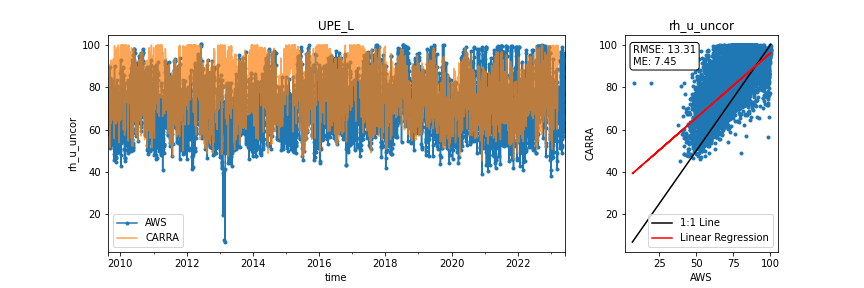 UPE_L
rh_u_uncor
100
80
60
40
20
rh_u_uncor
AWS
CARRA
2010
2012
2014
2016
2018
2020
2022
time
rh_u_uncor
100
80
60
40
20
CARRA
RMSE: 13.31
ME: 7.45
1:1 Line
Linear Regression
25
50
75
100
AWS